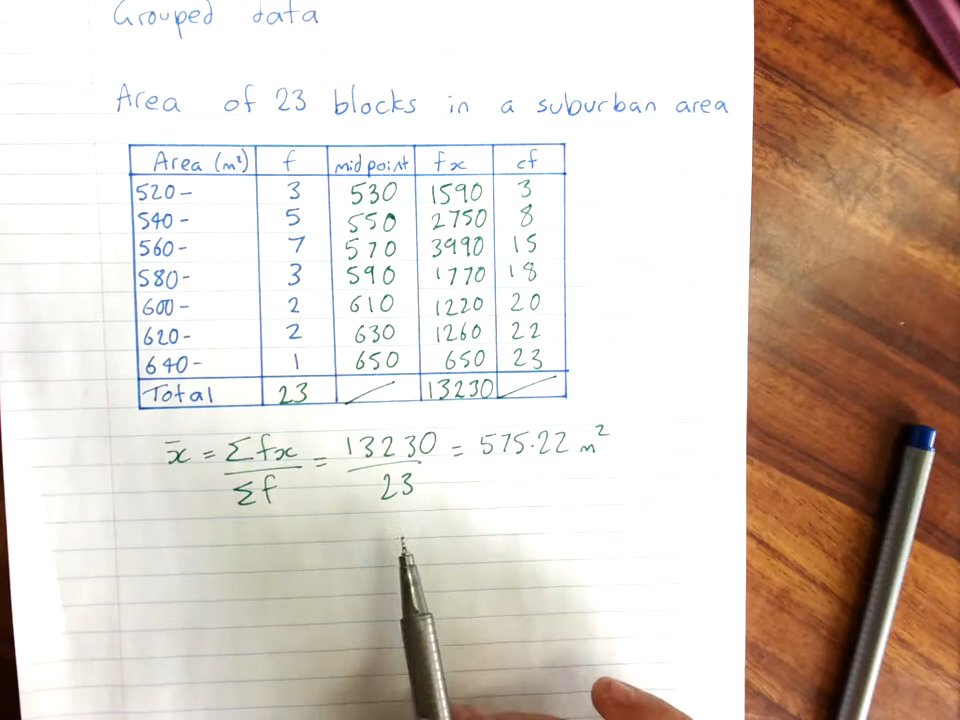 Grouped data
Area of 23 blocks in a suburban area
Area (m²) f midpoint fx cf
520- 3 530 1590 3
540- 5 550 2750 8
560- 7 570 3990 15
580- 3 590 1770 18
600- 2 610 1220 20
620- 2 630 1260 22
640- 1 650 650 23
Total 23 / 13230 /
x̄ = Σfx / Σf = 13230 / 23 = 575.22 m²